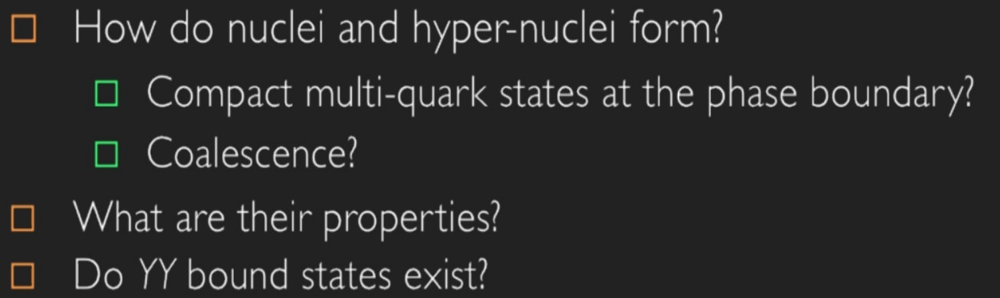 How do nuclei and hyper-nuclei form?
Compact multi-quark states at the phase boundary?
Coalescence?
What are their properties?
Do YY bound states exist?